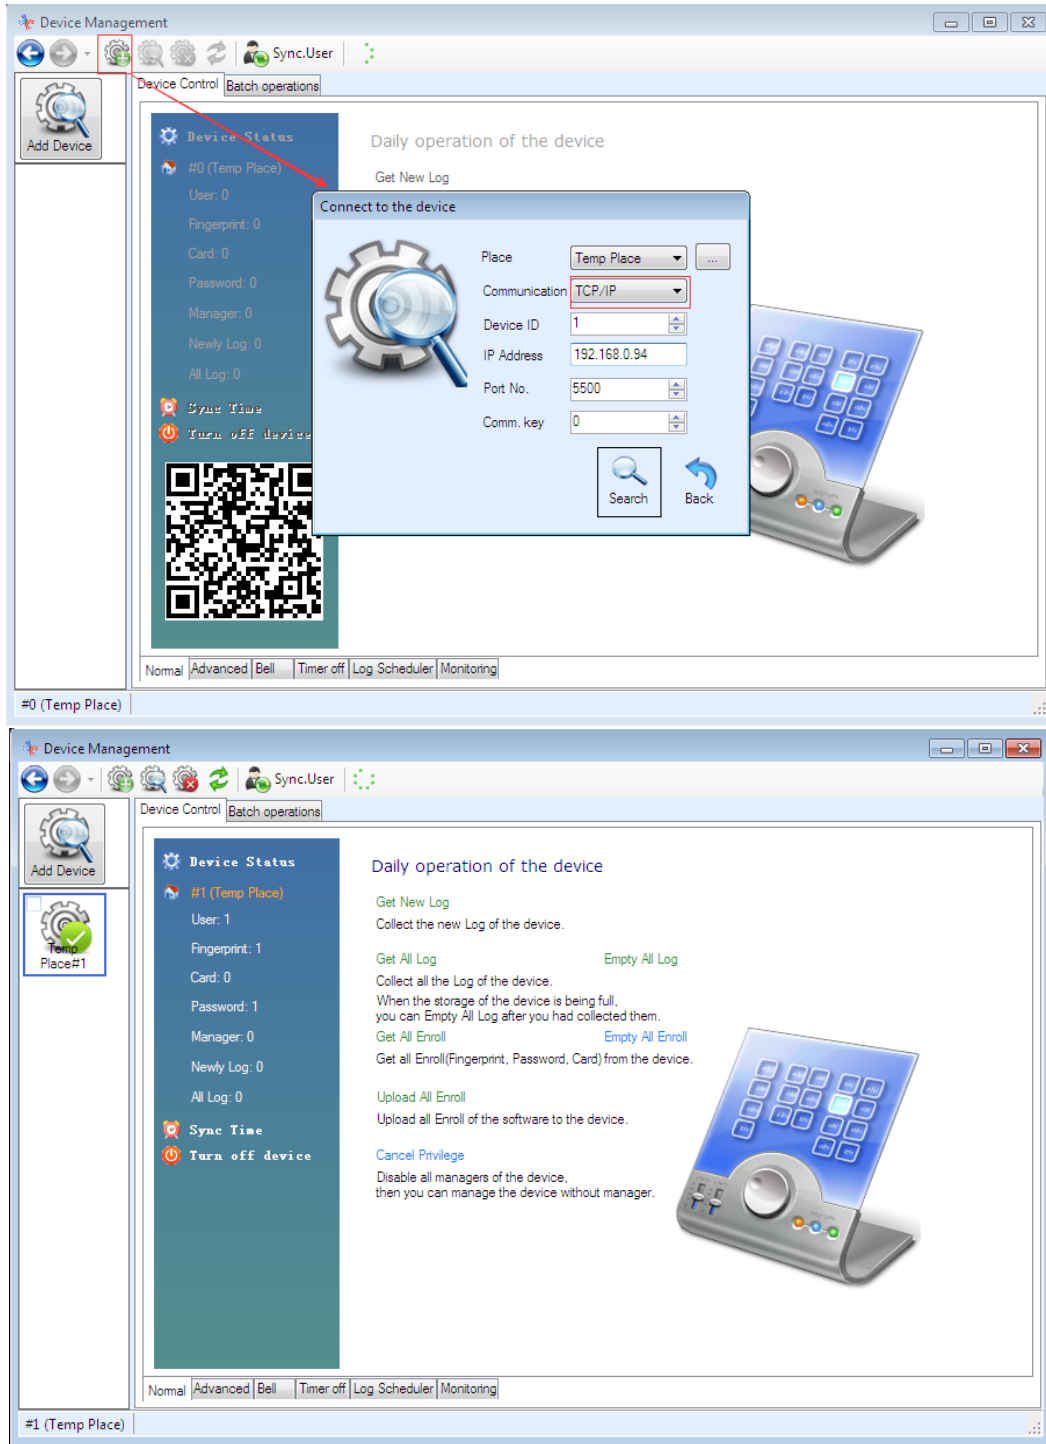 Device Management
Sync.User
Add Device
Device Control Batch operations
Device Status
#0 (Temp Place)
User: 0
Fingerprint: 0
Card: 0
Password: 0
Manager: 0
Newly Log: 0
All Log: 0
Sync Time
Turn off device
Daily operation of the device
Get New Log
Connect to the device
Place Temp Place ...
Communication TCP/IP
Device ID 1
IP Address 192.168.0.94
Port No. 5500
Comm. key 0
Search Back
Normal Advanced Bell Timer off Log Scheduler Monitoring
#0 (Temp Place)
Device Management
Sync.User
Add Device
Temp
Place#1
Device Control Batch operations
Device Status
#1 (Temp Place)
User: 1
Fingerprint: 1
Card: 0
Password: 1
Manager: 0
Newly Log: 0
All Log: 0
Sync Time
Turn off device
Daily operation of the device
Get New Log
Collect the new Log of the device.
Get All Log Empty All Log
Collect all the Log of the device.
When the storage of the device is being full,
you can Empty All Log after you had collected them.
Get All Enroll Empty All Enroll
Get all Enroll(Fingerprint, Password, Card) from the device.
Upload All Enroll
Upload all Enroll of the software to the device.
Cancel Privilege
Disable all managers of the device,
then you can manage the device without manager.
Normal Advanced Bell Timer off Log Scheduler Monitoring
#1 (Temp Place)